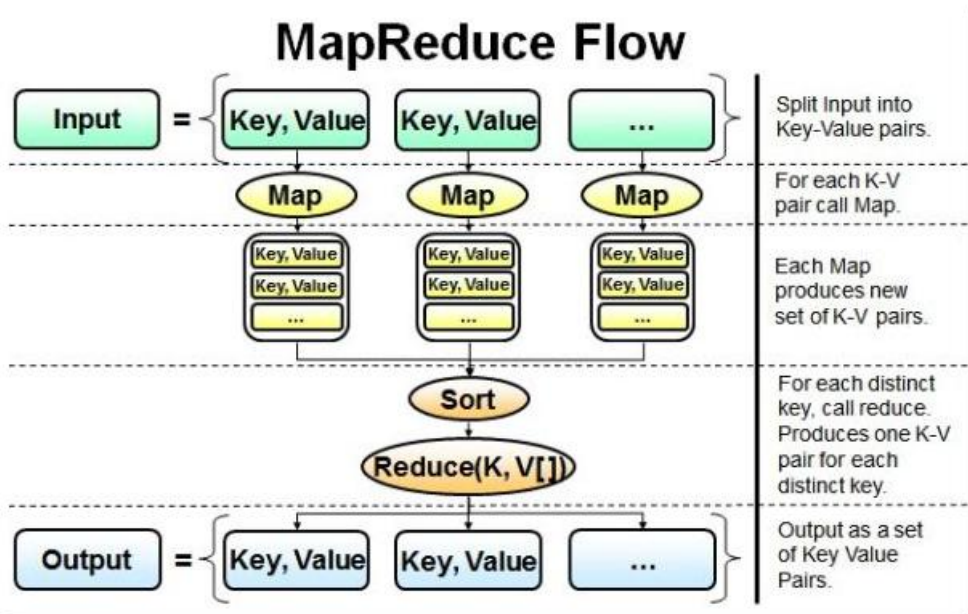 MapReduce Flow
Input = { Key, Value Key, Value ... }
Split Input into
Key-Value pairs.
Map Map Map
For each K-V
pair call Map.
Key, Value Key, Value Key, Value
Key, Value Key, Value Key, Value
... ... ...
Each Map
produces new
set of K-V pairs.
Sort
Reduce(K, V[])
For each distinct
key, call reduce.
Produces one K-V
pair for each
distinct key.
Output = { Key, Value Key, Value ... }
Output as a set
of Key Value
Pairs.